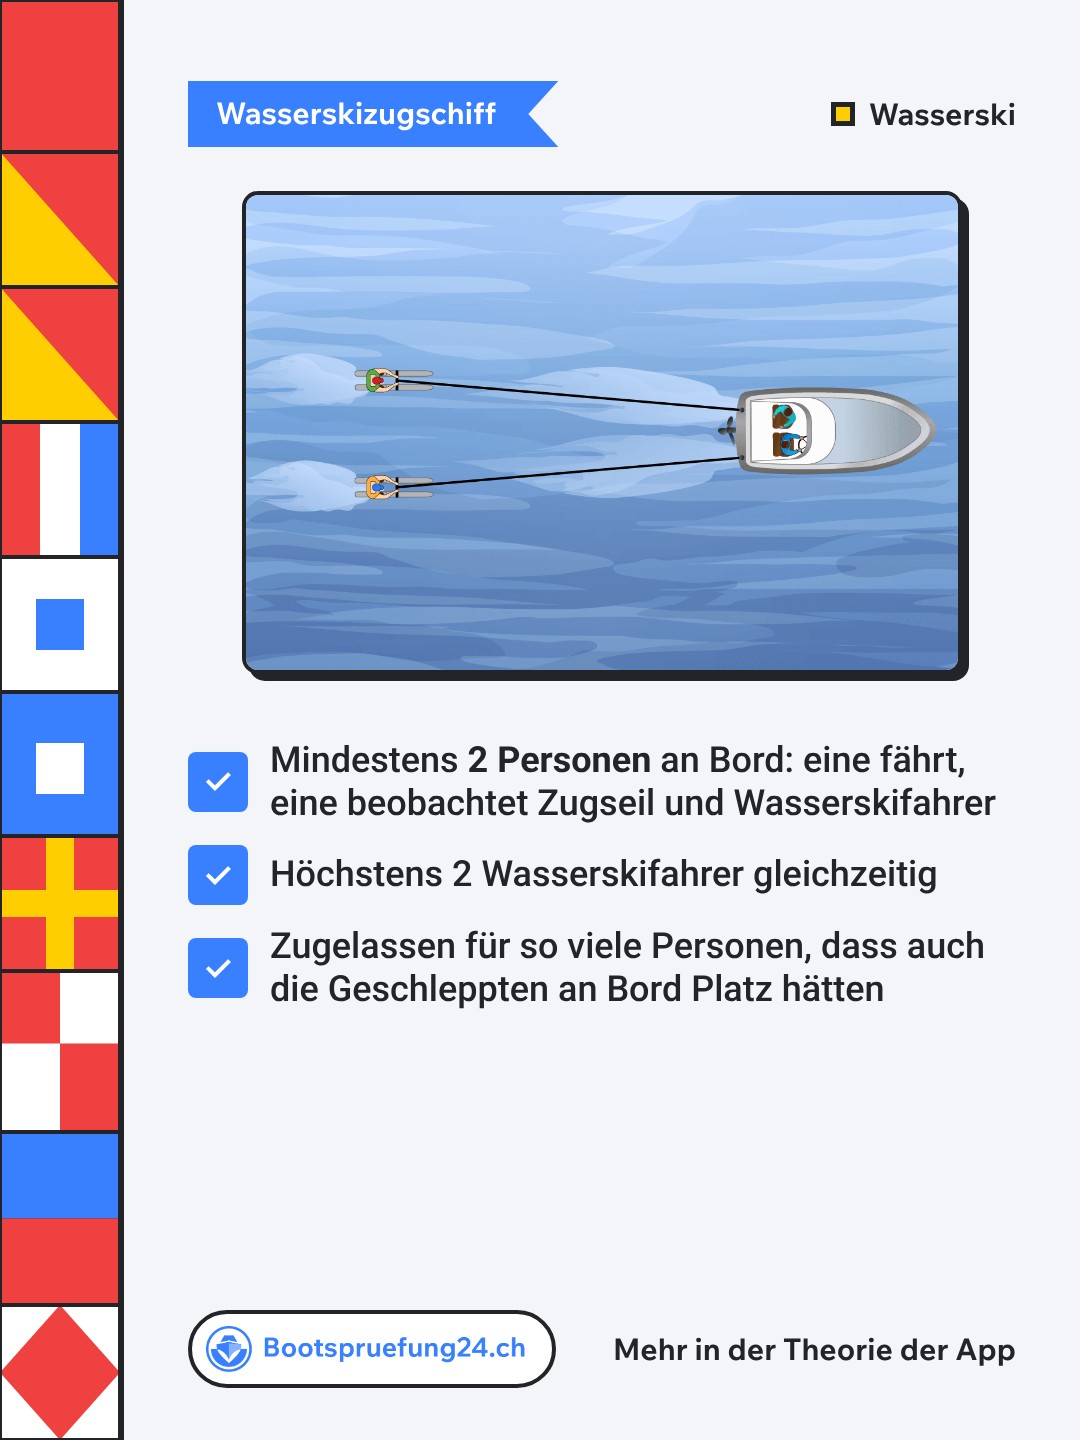 Wasserskizugschiff
Wasserski
Mindestens 2 Personen an Bord: eine fährt,
eine beobachtet Zugseil und Wasserskifahrer
Höchstens 2 Wasserskifahrer gleichzeitig
Zugelassen für so viele Personen, dass auch
die Geschleppten an Bord Platz hätten
Bootspruefung24.ch
Mehr in der Theorie der App